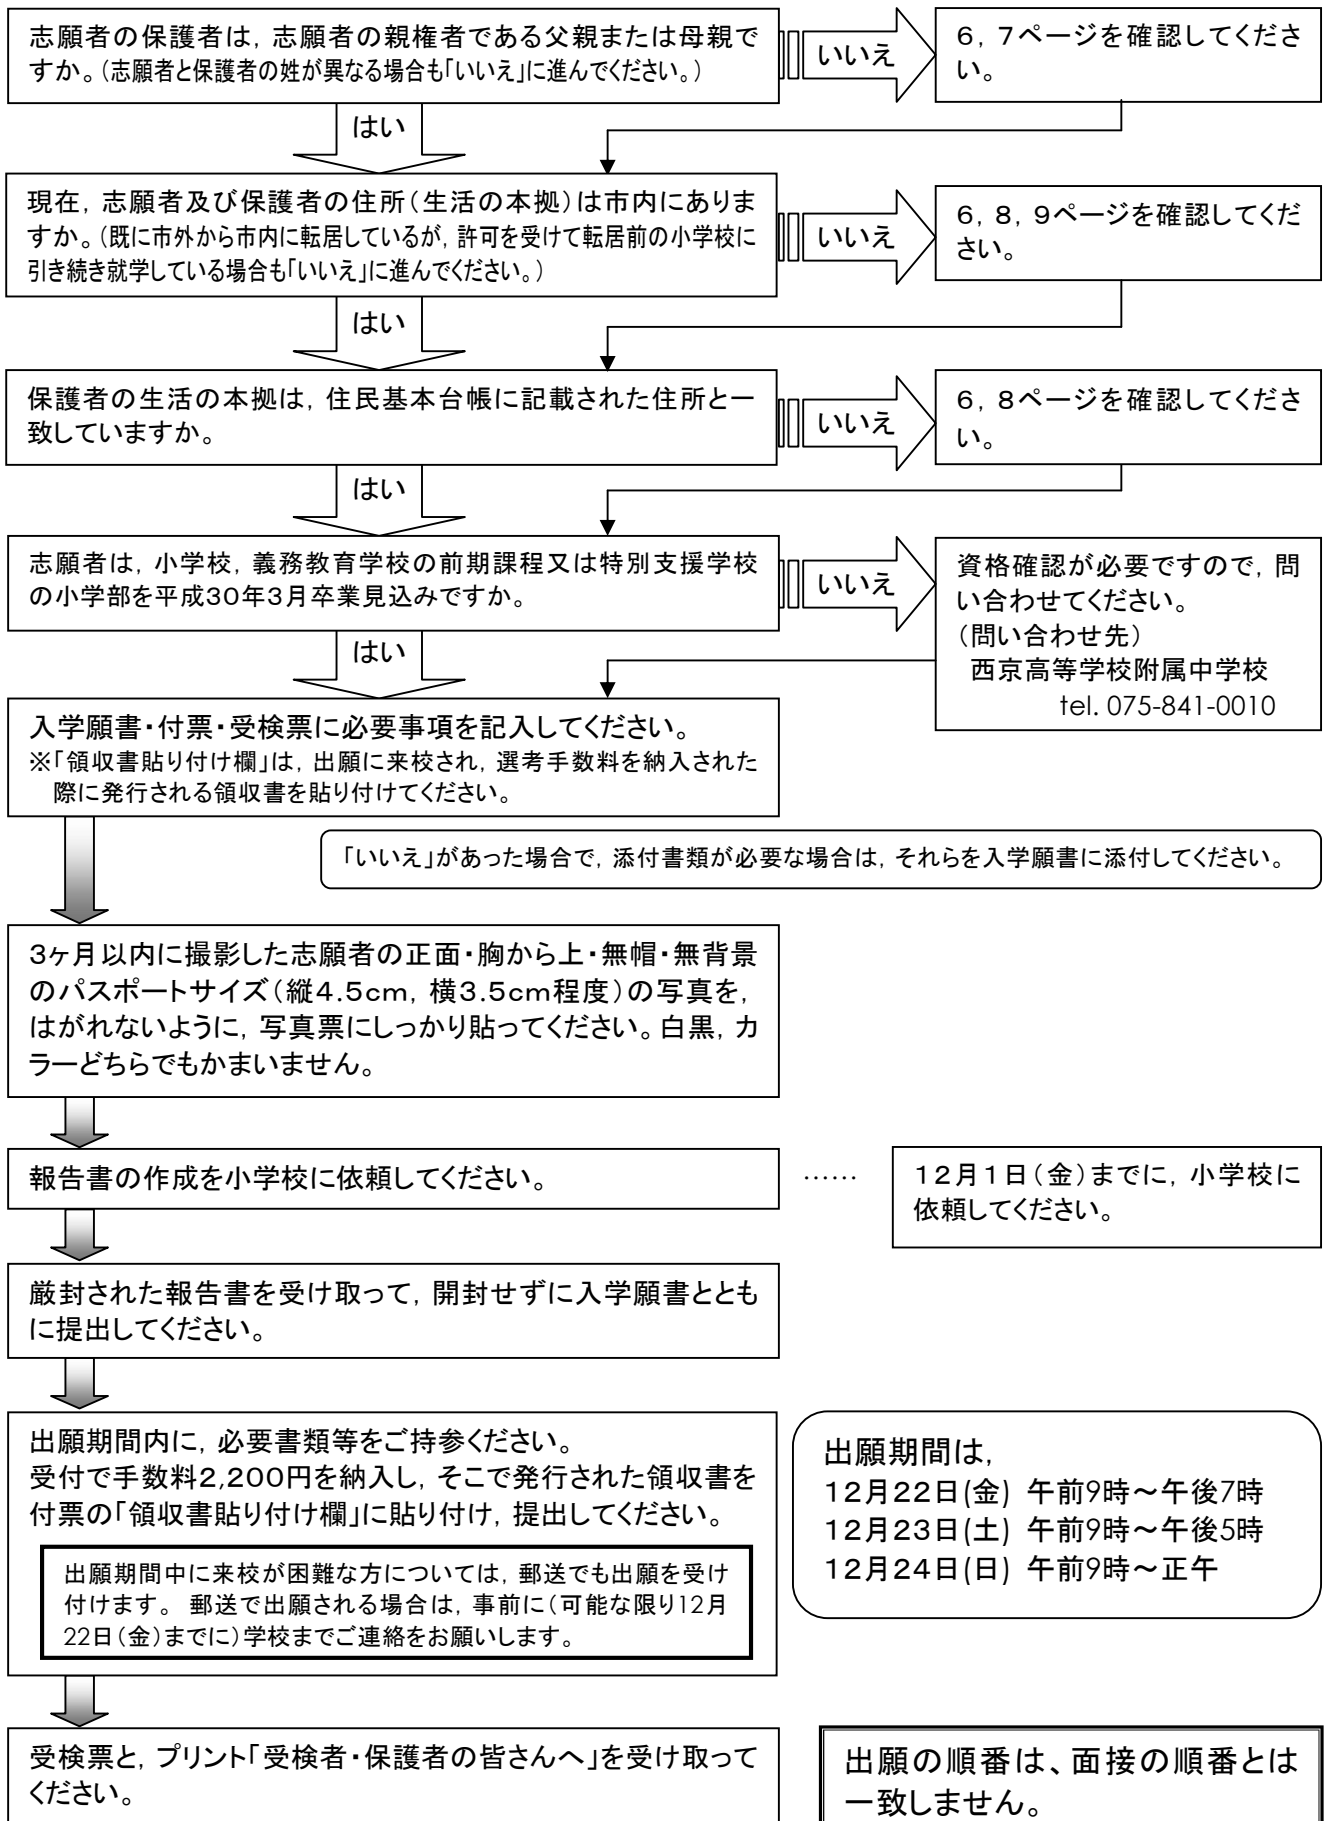 志願者の保護者は，志願者の親権者である父親または母親で
すか。（志願者と保護者の姓が異なる場合も「いいえ」に進んでください。）
いいえ
６，７ページを確認してくださ
い。
はい
現在，志願者及び保護者の住所（生活の本拠）は市内にありま
すか。（既に市外から市内に転居しているが，許可を受けて転居前の小学校に
引き続き就学している場合も「いいえ」に進んでください。）
いいえ
６，８，９ページを確認してくだ
さい。
はい
保護者の生活の本拠は，住民基本台帳に記載された住所と一
致していますか。
いいえ
６，８ページを確認してくださ
い。
はい
志願者は，小学校，義務教育学校の前期課程又は特別支援学校
の小学部を平成３０年３月卒業見込みですか。
いいえ
資格確認が必要ですので，問
い合わせてください。
（問い合わせ先）
西京高等学校附属中学校
tel. 075-841-0010
はい
入学願書・付票・受検票に必要事項を記入してください。
※「領収書貼り付け欄」は，出願に来校され，選考手数料を納入された
際に発行される領収書を貼り付けてください。
「いいえ」があった場合で，添付書類が必要な場合は，それらを入学願書に添付してください。
３ヶ月以内に撮影した志願者の正面・胸から上・無帽・無背景
のパスポートサイズ（縦４.５ｃｍ，横３.５ｃｍ程度）の写真を，
はがれないように，写真票にしっかり貼ってください。白黒，カ
ラーどちらでもかまいません。
報告書の作成を小学校に依頼してください。
……
１２月１日（金）までに，小学校に
依頼してください。
厳封された報告書を受け取って，開封せずに入学願書ととも
に提出してください。
出願期間内に，必要書類等をご持参ください。
受付で手数料２,２００円を納入し，そこで発行された領収書を
付票の「領収書貼り付け欄」に貼り付け，提出してください。
出願期間中に来校が困難な方については，郵送でも出願を受け
付けます。 郵送で出願される場合は，事前に（可能な限り12月
22日（金）までに）学校までご連絡をお願いします。
出願期間は，
１２月２２日(金) 午前9時～午後7時
１２月２３日(土) 午前9時～午後5時
１２月２４日(日) 午前9時～正午
受検票と，プリント「受検者・保護者の皆さんへ」を受け取って
ください。
出願の順番は、面接の順番とは
一致しません。